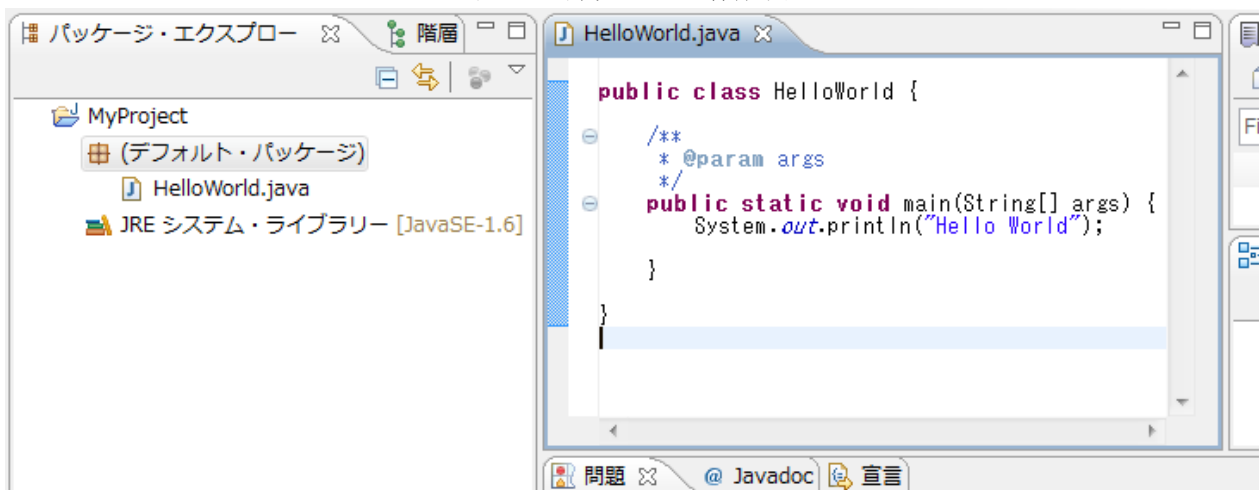 パッケージ・エクスプロー
階層
MyProject
(デフォルト・パッケージ)
HelloWorld.java
JRE システム・ライブラリー [JavaSE-1.6]
HelloWorld.java
public class HelloWorld {
/**
* @param args
*/
public static void main(String[] args) {
System.out.println("Hello World");
}
}
Fi
問題
@ Javadoc
宣言